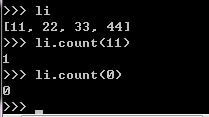 >>> li
[11, 22, 33, 44]
>>> li.count(11)
1
>>> li.count(0)
0
>>>